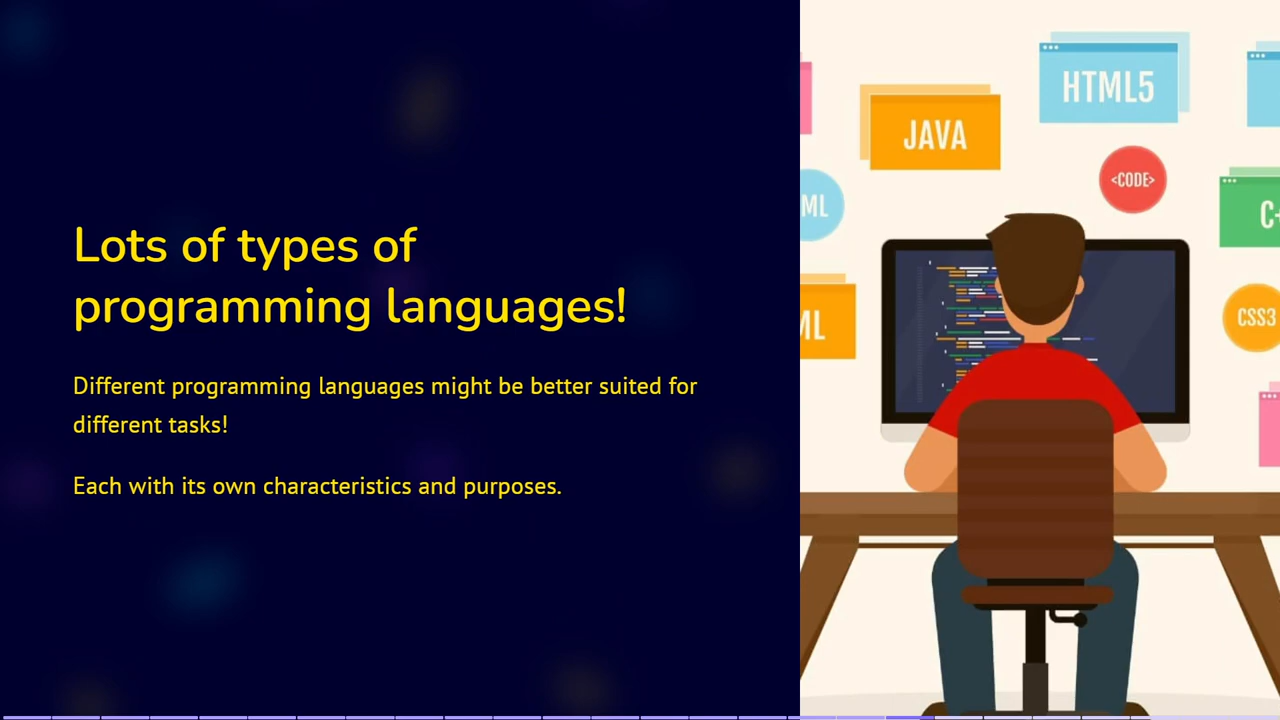 Lots of types of
programming languages!
Different programming languages might be better suited for
different tasks!
Each with its own characteristics and purposes.
HTML5
JAVA
<CODE>
ML
C+
ML
CSS3